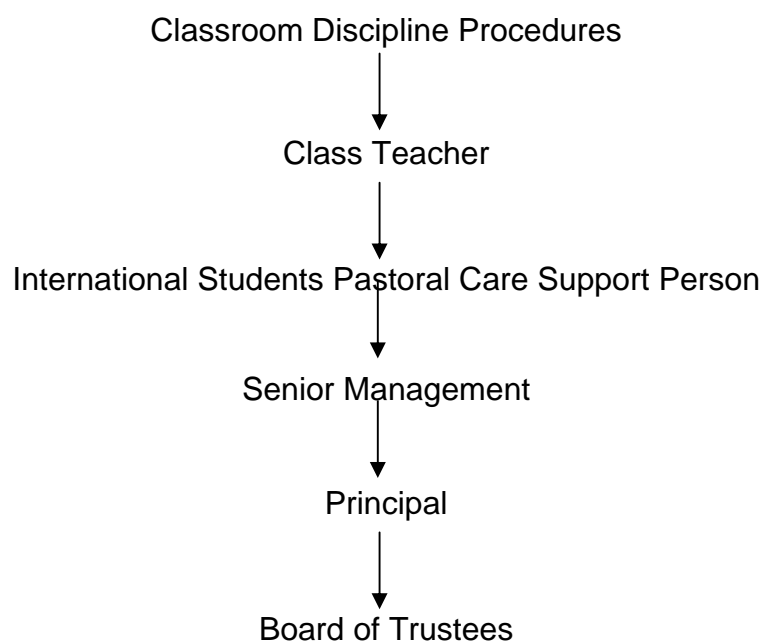 Classroom Discipline Procedures
Class Teacher
International Students Pastoral Care Support Person
Senior Management
Principal
Board of Trustees